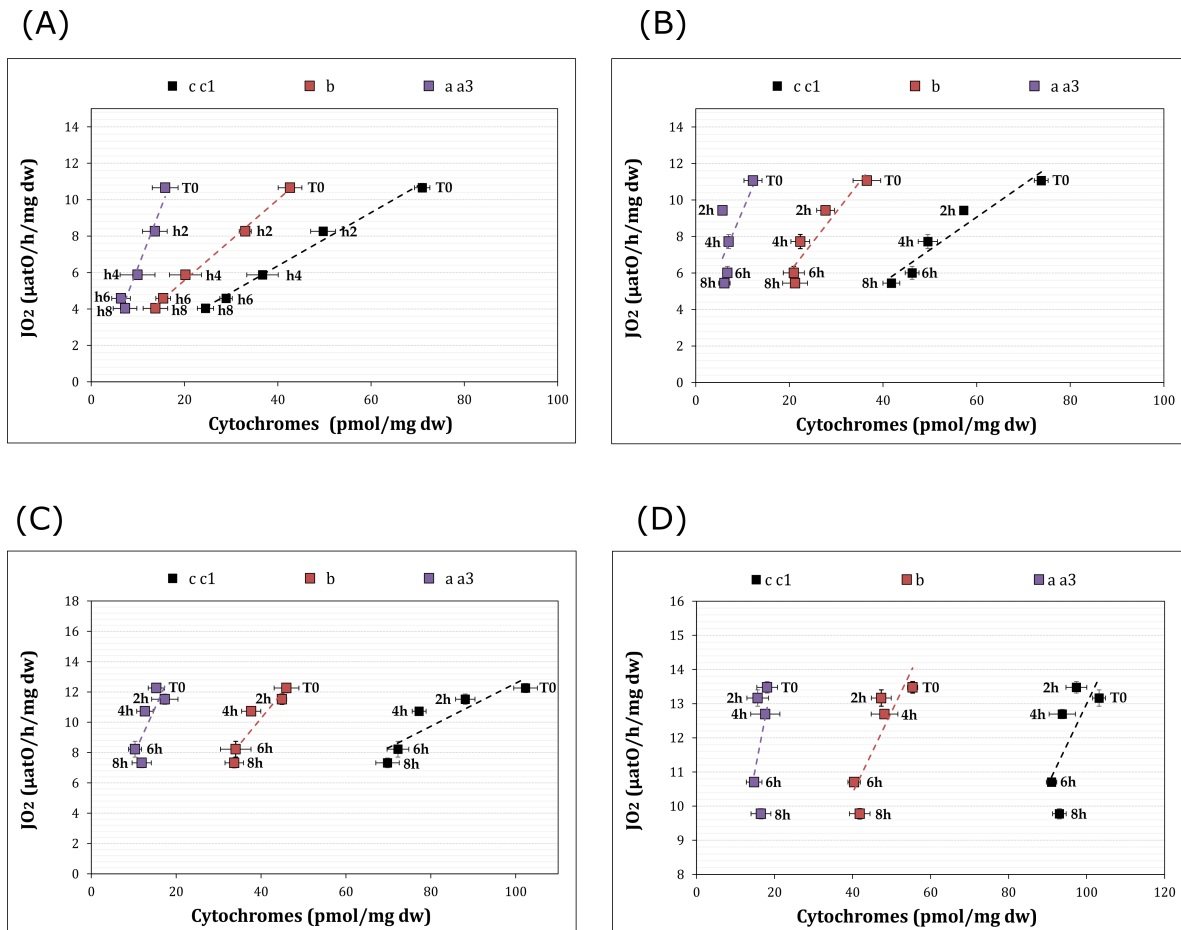 (A)
c c1 b a a3
JO2 (µatO/h/mg dw)
14
12
10
8
6
4
2
0
T0 T0 T0
h2 h2 h2
h4 h4 h4
h6 h6 h6
h8 h8 h8
0 20 40 60 80 100
Cytochromes (pmol/mg dw)
(B)
c c1 b a a3
JO2 (µatO/h/mg dw)
14
12
10
8
6
4
2
0
T0 T0 T0
2h 2h 2h
4h 4h 4h
6h 6h 6h
8h 8h 8h
0 20 40 60 80 100
Cytochromes (pmol/mg dw)
(C)
c c1 b a a3
JO2 (µatO/h/mg dw)
18
16
14
12
10
8
6
4
2
0
T0 T0 T0
2h 2h 2h
4h 4h 4h
6h 6h 6h
8h 8h 8h
0 20 40 60 80 100
Cytochromes (pmol/mg dw)
(D)
c c1 b a a3
JO2 (µatO/h/mg dw)
16
15
14
13
12
11
10
9
8
T0 T0 2h
2h 2h T0
4h 4h 4h
6h 6h 6h
8h 8h 8h
0 20 40 60 80 100 120
Cytochromes (pmol/mg dw)